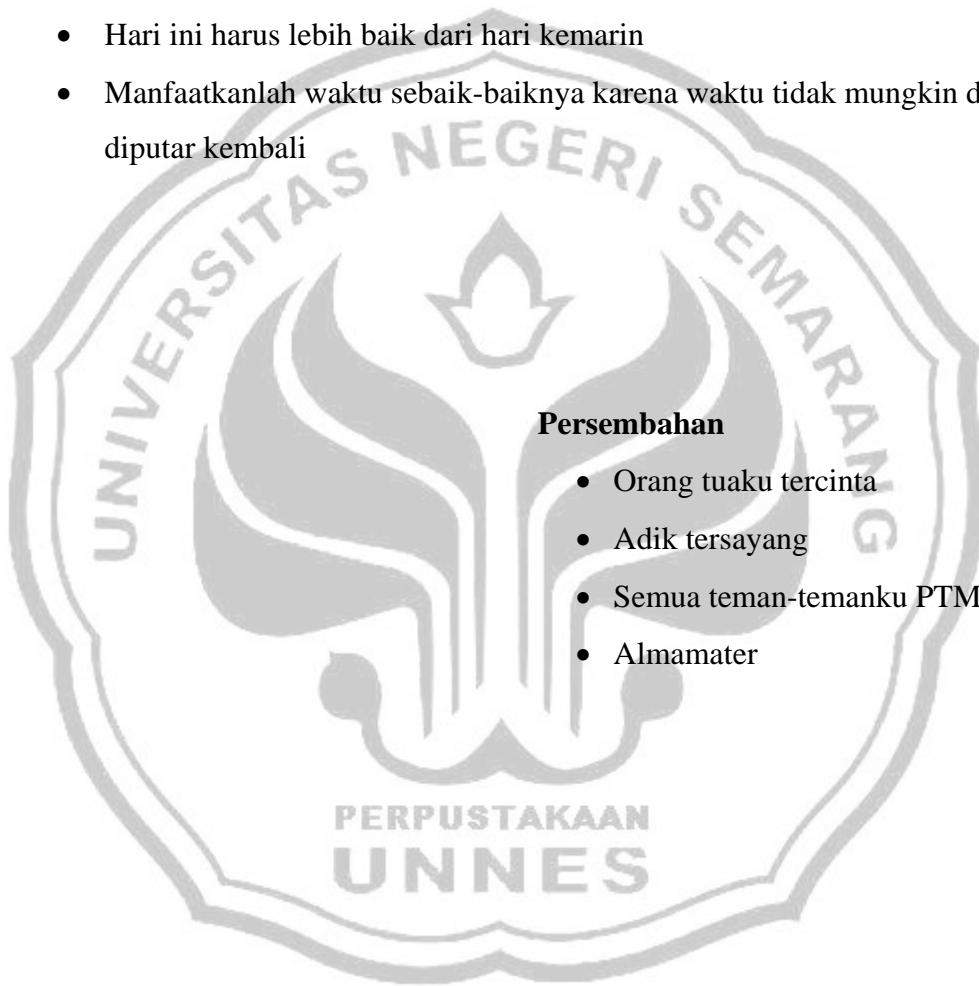 • Hari ini harus lebih baik dari hari kemarin
• Manfaatkanlah waktu sebaik-baiknya karena waktu tidak mungkin
diputar kembali
UNIVERSITAS NEGERI SEMARANG
Persembahan
• Orang tuaku tercinta
• Adik tersayang
• Semua teman-temanku PTM
• Almamater
PERPUSTAKAAN
UNNES